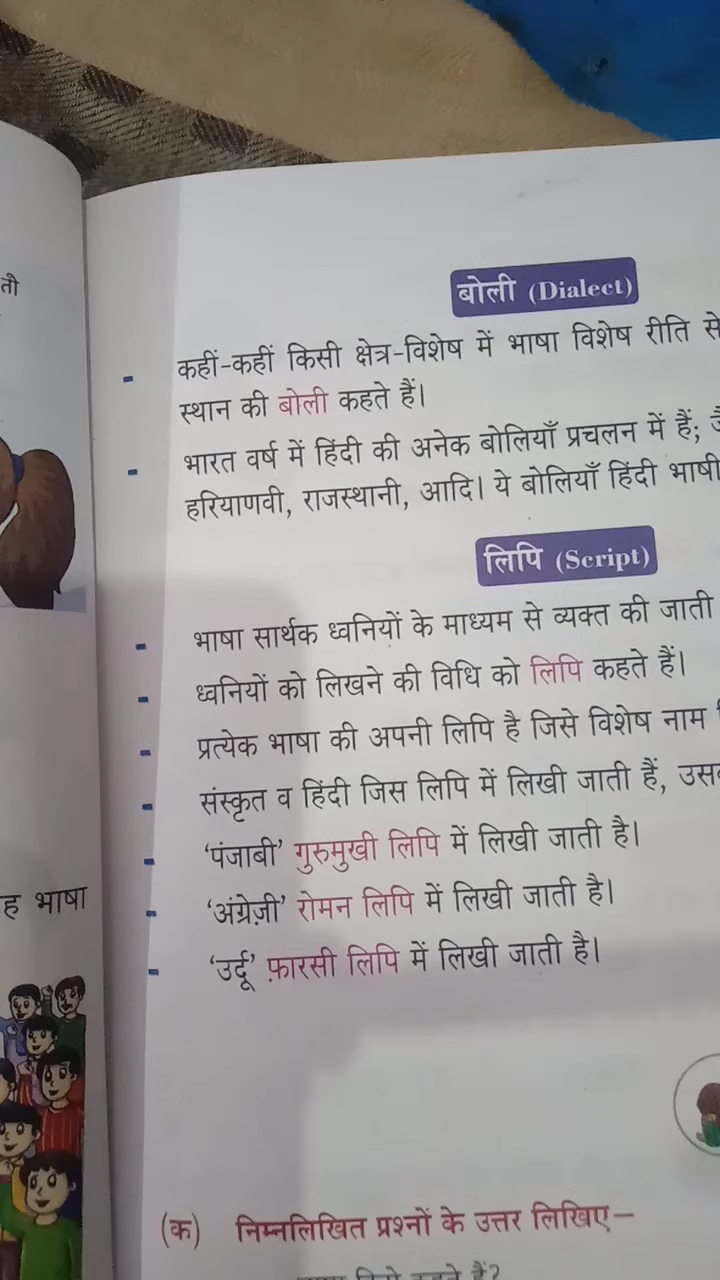 ती
बोली (Dialect)
- कहीं-कहीं किसी क्षेत्र-विशेष में भाषा विशेष रीति से
स्थान की बोली कहते हैं।
- भारत वर्ष में हिंदी की अनेक बोलियाँ प्रचलन में हैं;
हरियाणवी, राजस्थानी, आदि। ये बोलियाँ हिंदी भाषी
लिपि (Script)
- भाषा सार्थक ध्वनियों के माध्यम से व्यक्त की जाती
- ध्वनियों को लिखने की विधि को लिपि कहते हैं।
- प्रत्येक भाषा की अपनी लिपि है जिसे विशेष नाम
- संस्कृत व हिंदी जिस लिपि में लिखी जाती हैं,
- ‘पंजाबी’ गुरुमुखी लिपि में लिखी जाती है।
- ‘अंग्रेज़ी’ रोमन लिपि में लिखी जाती है।
- ‘उर्दू’ फ़ारसी लिपि में लिखी जाती है।
ह भाषा
(क) निम्नलिखित प्रश्नों के उत्तर लिखिए–